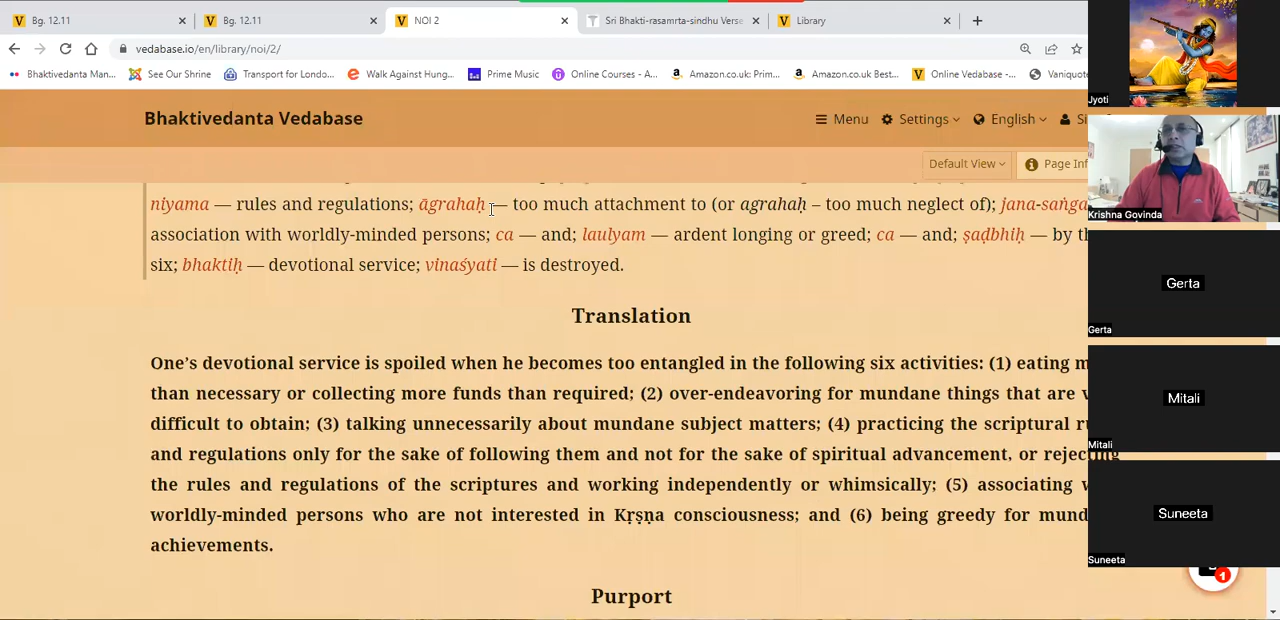 Bg. 12.11
Bg. 12.11
NOI 2
Sri Bhakti-rasamrta-sindhu Verse
Library
vedabase.io/en/library/noi/2/
Bhaktivedanta Man...
See Our Shrine
Transport for Londo...
Walk Against Hung...
Prime Music
Online Courses - A...
Amazon.co.uk: Prim...
Amazon.co.uk Best...
Online Vedabase -...
Vaniquote
Bhaktivedanta Vedabase
Menu
Settings
English
Default View
Page Inf
niyama — rules and regulations; āgrahaḥ — too much attachment to (or agrahaḥ – too much neglect of); jana-saṅga
association with worldly-minded persons; ca — and; laulyam — ardent longing or greed; ca — and; ṣaḍbhiḥ — by th
six; bhaktiḥ — devotional service; vinaśyati — is destroyed.
Translation
One’s devotional service is spoiled when he becomes too entangled in the following six activities: (1) eating m
than necessary or collecting more funds than required; (2) over-endeavoring for mundane things that are v
difficult to obtain; (3) talking unnecessarily about mundane subject matters; (4) practicing the scriptural ru
and regulations only for the sake of following them and not for the sake of spiritual advancement, or rejecting
the rules and regulations of the scriptures and working independently or whimsically; (5) associating w
worldly-minded persons who are not interested in Kṛṣṇa consciousness; and (6) being greedy for mund
achievements.
Purport
Jyoti
Krishna Govinda
Gerta
Gerta
Mitali
Mitali
Suneeta
Suneeta
1